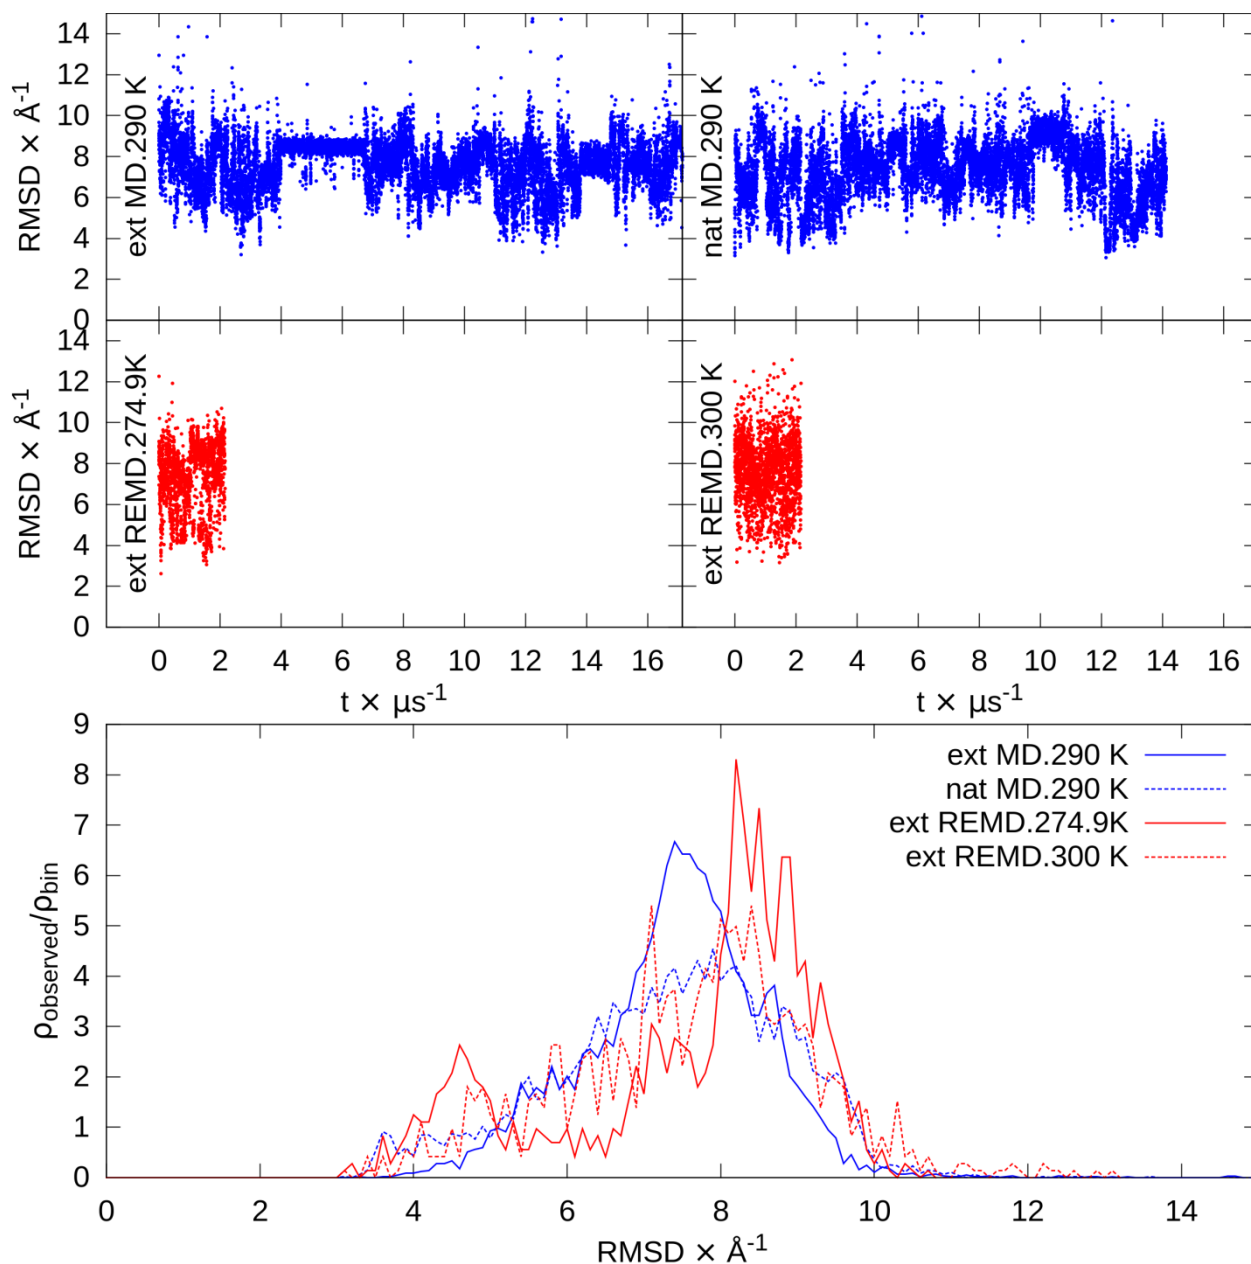 14
12
10
8
6
4
2
0
RMSD × Å-1
ext MD.290 K
nat MD.290 K
14
12
10
8
6
4
2
0
RMSD × Å-1
ext REMD.274.9K
ext REMD.300 K
0 2 4 6 8 10 12 14 16
0 2 4 6 8 10 12 14 16
t × µs-1
t × µs-1
9
8
7
6
5
4
3
2
1
0
ρobserved/ρbin
ext MD.290 K
nat MD.290 K
ext REMD.274.9K
ext REMD.300 K
0 2 4 6 8 10 12 14
RMSD × Å-1